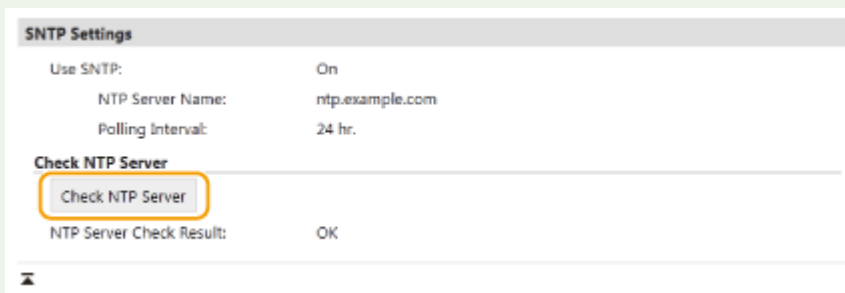 SNTP Settings
Use SNTP: On
NTP Server Name: ntp.example.com
Polling Interval: 24 hr.
Check NTP Server
Check NTP Server
NTP Server Check Result: OK